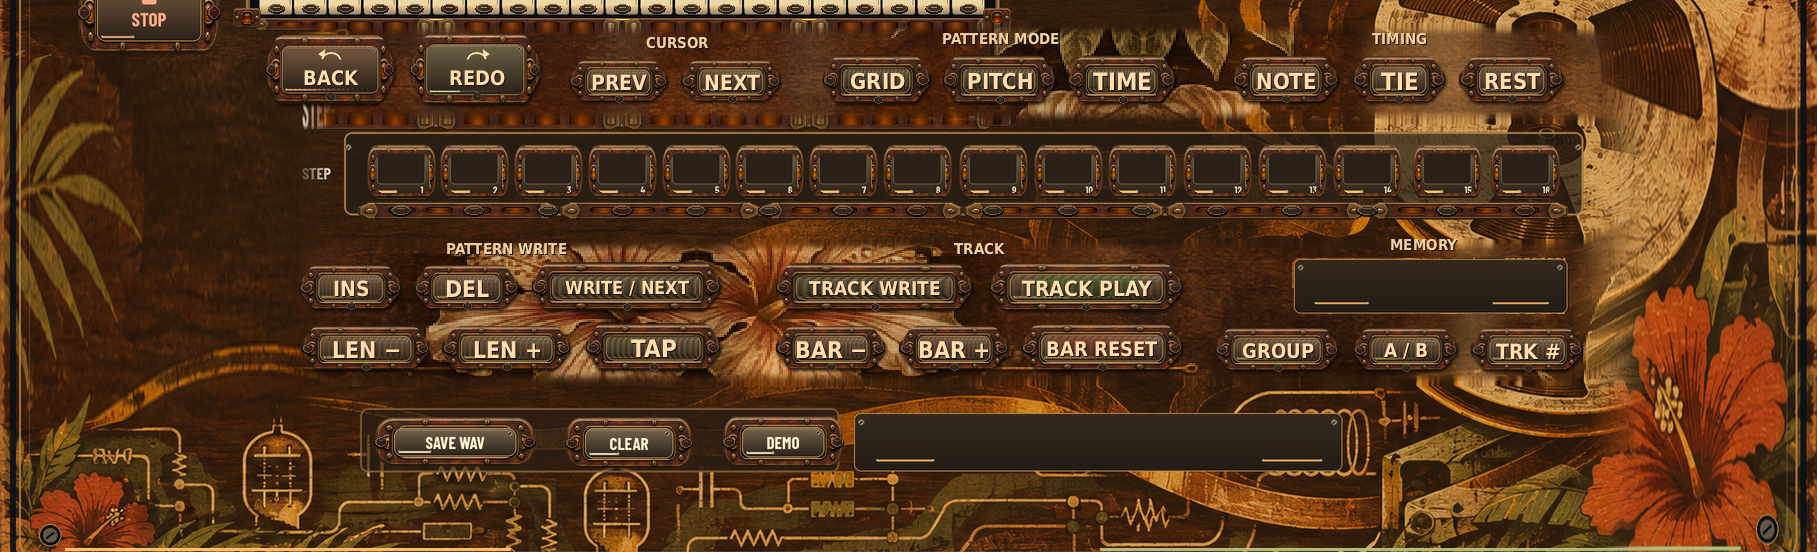 STOP
BACK
REDO
CURSOR
PREV
NEXT
PATTERN MODE
GRID
PITCH
TIME
TIMING
NOTE
TIE
REST
STEP
1 2 3 4 5 6 7 8 9 10 11 12 13 14 15 16
PATTERN WRITE
INS
DEL
WRITE / NEXT
LEN −
LEN +
TAP
TRACK
TRACK WRITE
TRACK PLAY
BAR −
BAR +
BAR RESET
MEMORY
GROUP
A / B
TRK #
SAVE WAV
CLEAR
DEMO